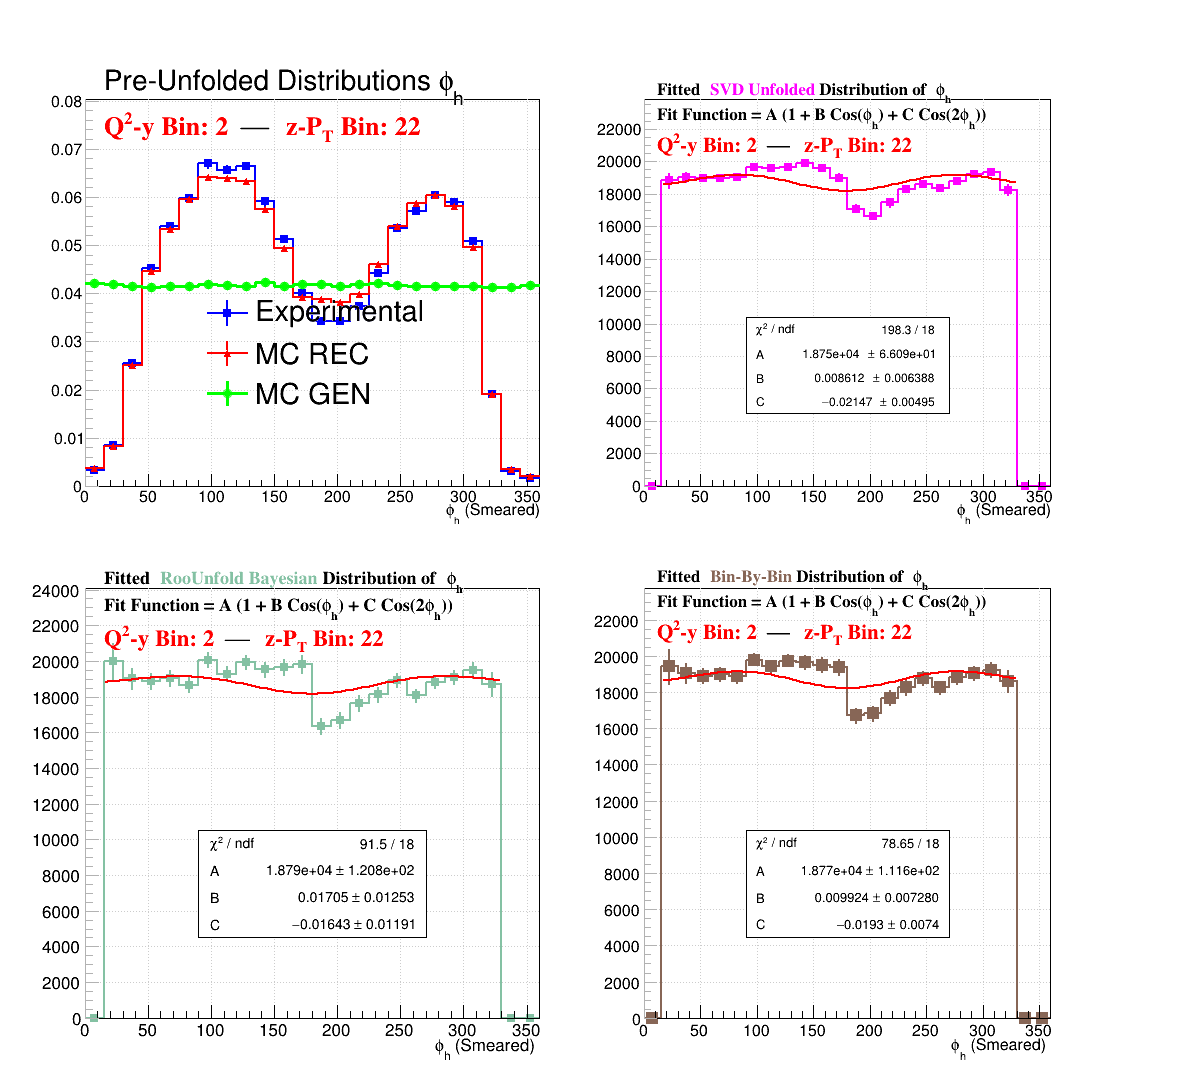 Pre-Unfolded Distributions ϕh
Q²-y Bin: 2 — z-PT Bin: 22
0.08
0.07
0.06
0.05
0.04
0.03
0.02
0.01
0
Experimental
MC REC
MC GEN
0 50 100 150 200 250 300 350
ϕh (Smeared)
Fitted SVD Unfolded Distribution of ϕh
Fit Function = A (1 + B Cos(ϕh) + C Cos(2ϕh))
Q²-y Bin: 2 — z-PT Bin: 22
22000
20000
18000
16000
14000
12000
10000
8000
6000
4000
2000
0
χ² / ndf 198.3 / 18
A 1.875e+04 ± 6.609e+01
B 0.008612 ± 0.006388
C −0.02147 ± 0.00495
0 50 100 150 200 250 300 350
ϕh (Smeared)
Fitted RooUnfold Bayesian Distribution of ϕh
Fit Function = A (1 + B Cos(ϕh) + C Cos(2ϕh))
Q²-y Bin: 2 — z-PT Bin: 22
24000
22000
20000
18000
16000
14000
12000
10000
8000
6000
4000
2000
0
χ² / ndf 91.5 / 18
A 1.879e+04 ± 1.208e+02
B 0.01705 ± 0.01253
C −0.01643 ± 0.01191
0 50 100 150 200 250 300 350
ϕh (Smeared)
Fitted Bin-By-Bin Distribution of ϕh
Fit Function = A (1 + B Cos(ϕh) + C Cos(2ϕh))
Q²-y Bin: 2 — z-PT Bin: 22
22000
20000
18000
16000
14000
12000
10000
8000
6000
4000
2000
0
χ² / ndf 78.65 / 18
A 1.877e+04 ± 1.116e+02
B 0.009924 ± 0.007280
C −0.0193 ± 0.0074
0 50 100 150 200 250 300 350
ϕh (Smeared)